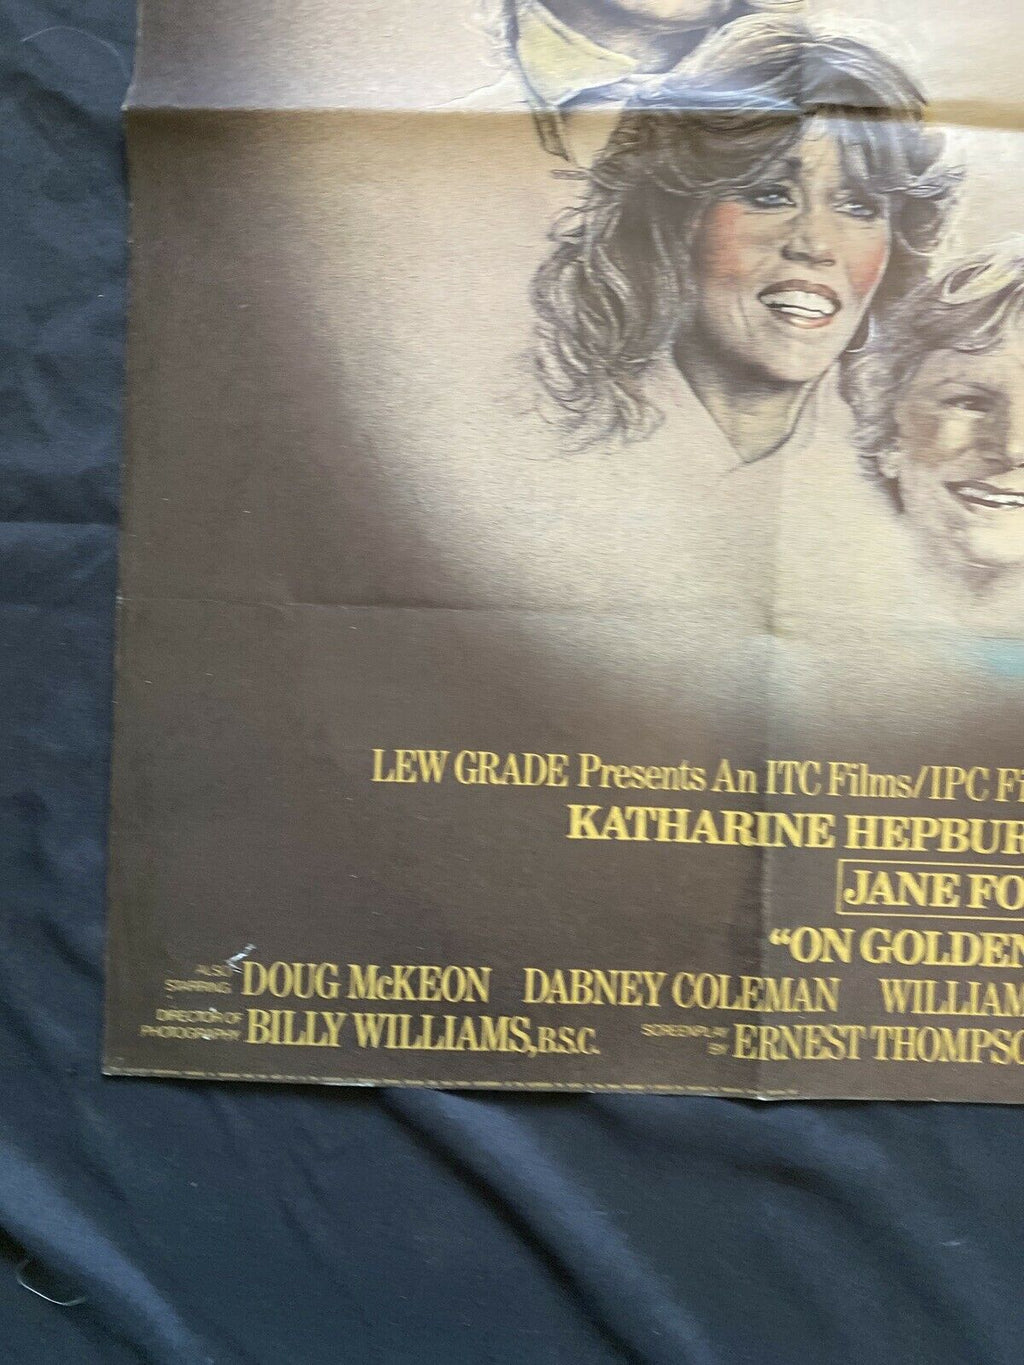 LEW GRADE Presents An ITC Films/IPC Fi
KATHARINE HEPBUR
JANE FO
"ON GOLDEN
ALSO STARRING DOUG McKEON DABNEY COLEMAN WILLIAM
DIRECTOR OF PHOTOGRAPHY BILLY WILLIAMS, B.S.C. SCREENPLAY BY ERNEST THOMPSO